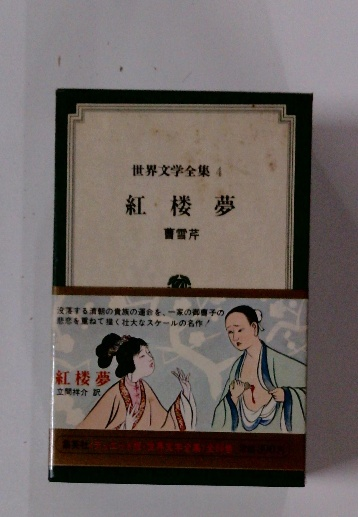 世界文学全集 4
紅楼夢
曹雪芹
没落する清朝の貴族の運命を、一家の御曹子の
悲恋を重ねて描く壮大なスケールの名作!
紅楼夢
立間祥介 訳
集英社